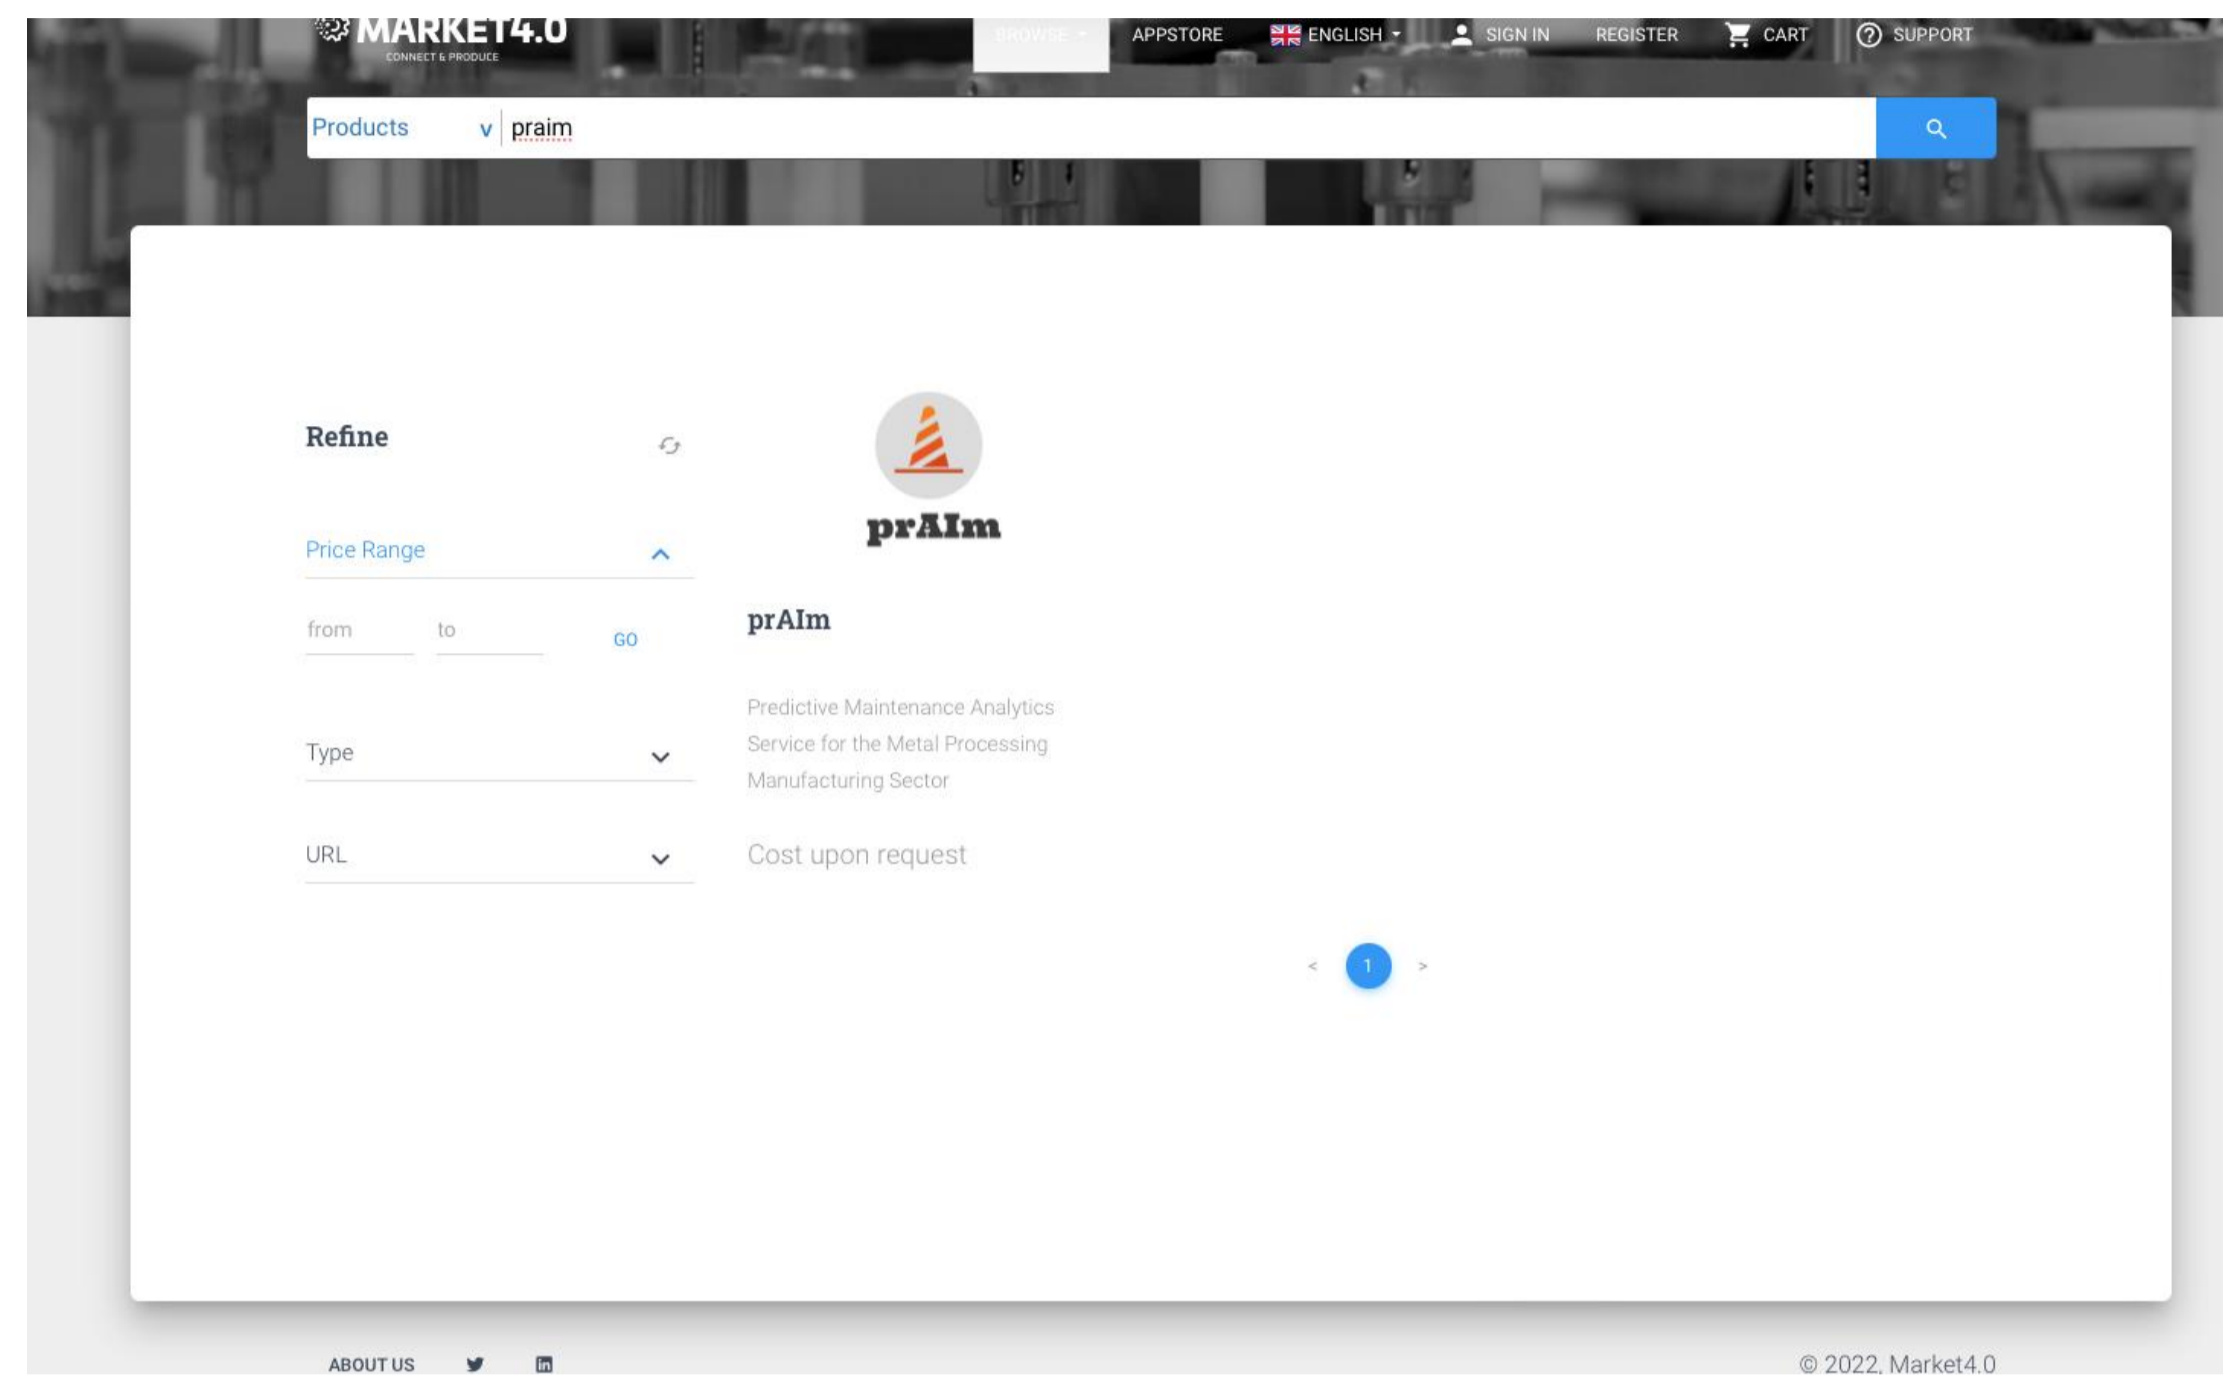 MARKET4.0
CONNECT & PRODUCE
BROWSE
APPSTORE
ENGLISH
SIGN IN
REGISTER
CART
SUPPORT
Products v praim
Refine
Price Range
from to GO
Type
URL
prAIm
prAIm
Predictive Maintenance Analytics
Service for the Metal Processing
Manufacturing Sector
Cost upon request
< 1 >
ABOUT US
© 2022, Market4.0